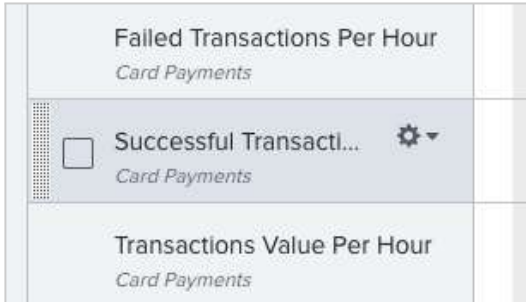 Failed Transactions Per Hour
Card Payments
Successful Transacti...
Card Payments
Transactions Value Per Hour
Card Payments